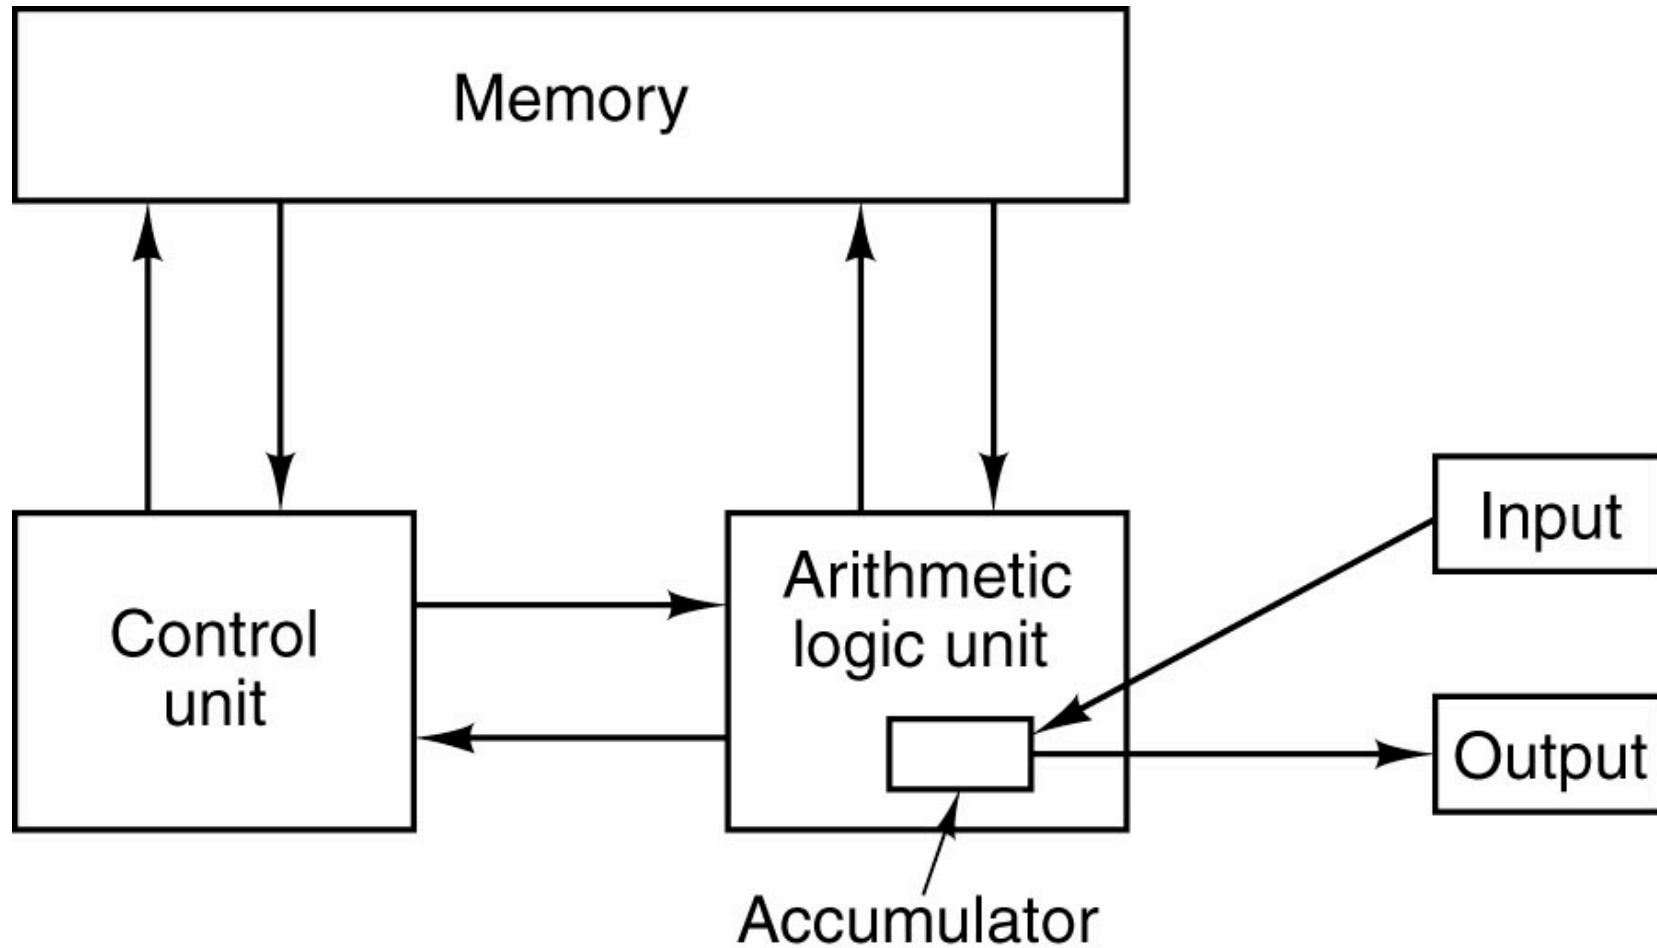 Memory
Control
unit
Arithmetic
logic unit
Input
Output
Accumulator